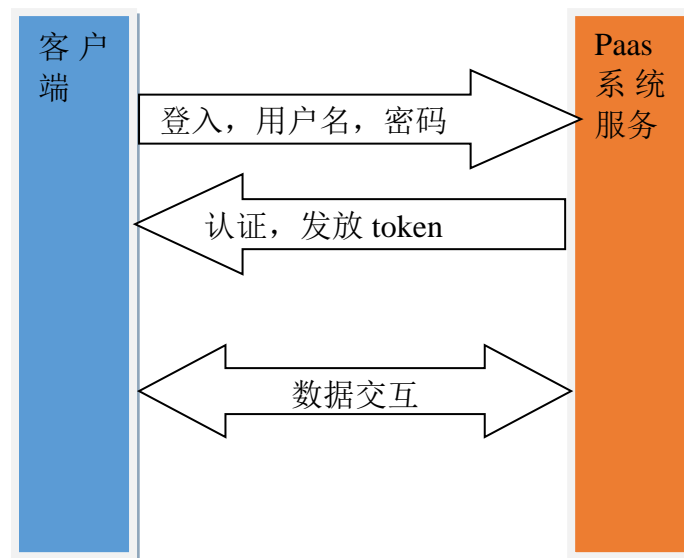 客户
端
Paas
系统
服务
登入，用户名，密码
认证，发放 token
数据交互